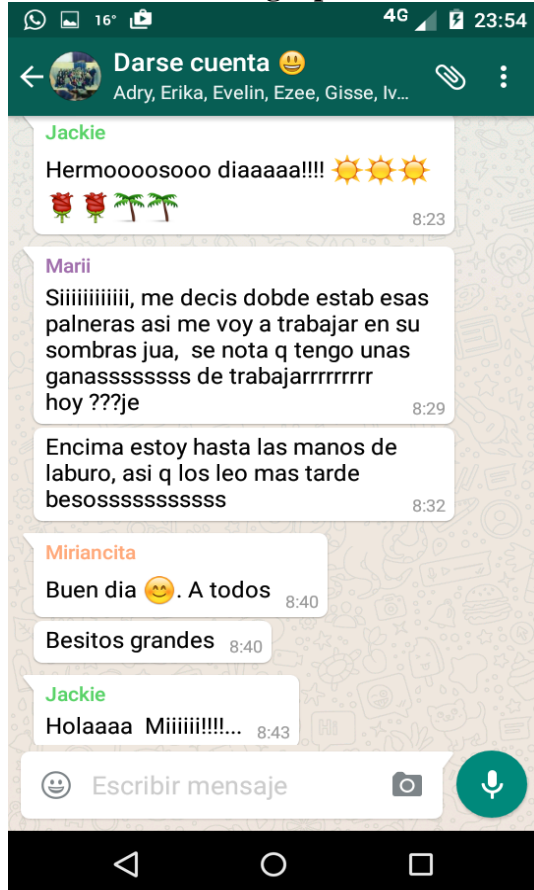 16° 4G 23:54
Darse cuenta 😃
Adry, Erika, Evelin, Ezee, Gisse, Iv...
Jackie
Hermoooosooo diaaaaa!!!! ☀️☀️☀️
🌹🌹🌴🌴
8:23
Marii
Siiiiiiiiiiii, me decis dobde estab esas
palneras asi me voy a trabajar en su
sombras jua, se nota q tengo unas
ganasssssssss de trabajarrrrrrrrr
hoy ???je
8:29
Encima estoy hasta las manos de
laburo, asi q los leo mas tarde
besosssssssssss
8:32
Miriancita
Buen dia 😊. A todos 8:40
Besitos grandes 8:40
Jackie
Holaaaa Miiiiii!!!!... 8:43
Escribir mensaje